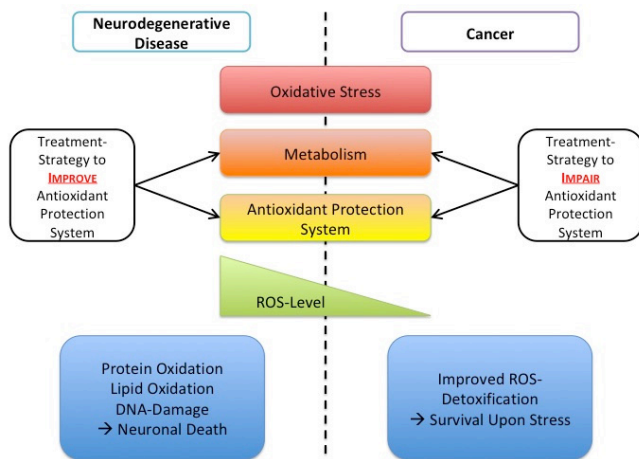 Neurodegenerative
Disease
Cancer
Oxidative Stress
Treatment-
Strategy to
IMPROVE
Antioxidant
Protection
System
Metabolism
Antioxidant Protection
System
Treatment-
Strategy to
IMPAIR
Antioxidant
Protection
System
ROS-Level
Protein Oxidation
Lipid Oxidation
DNA-Damage
→ Neuronal Death
Improved ROS-
Detoxification
→ Survival Upon Stress